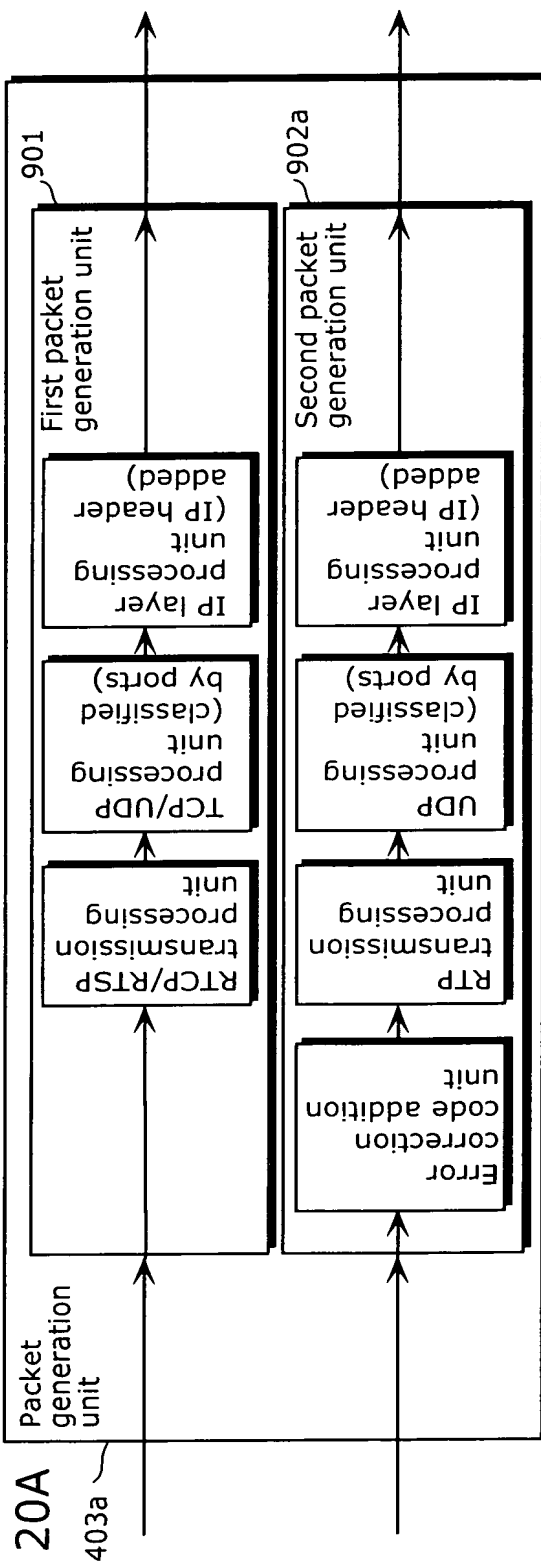 20A
403a
Packet
generation
unit
901
First packet
generation unit
RTCP/RTSP
transmission
processing
unit
TCP/UDP
processing
unit
(classified
by ports)
IP layer
processing
unit
(IP header
added)
902a
Second packet
generation unit
Error
correction
code addition
unit
RTP
transmission
processing
unit
UDP
processing
unit
(classified
by ports)
IP layer
processing
unit
(IP header
added)